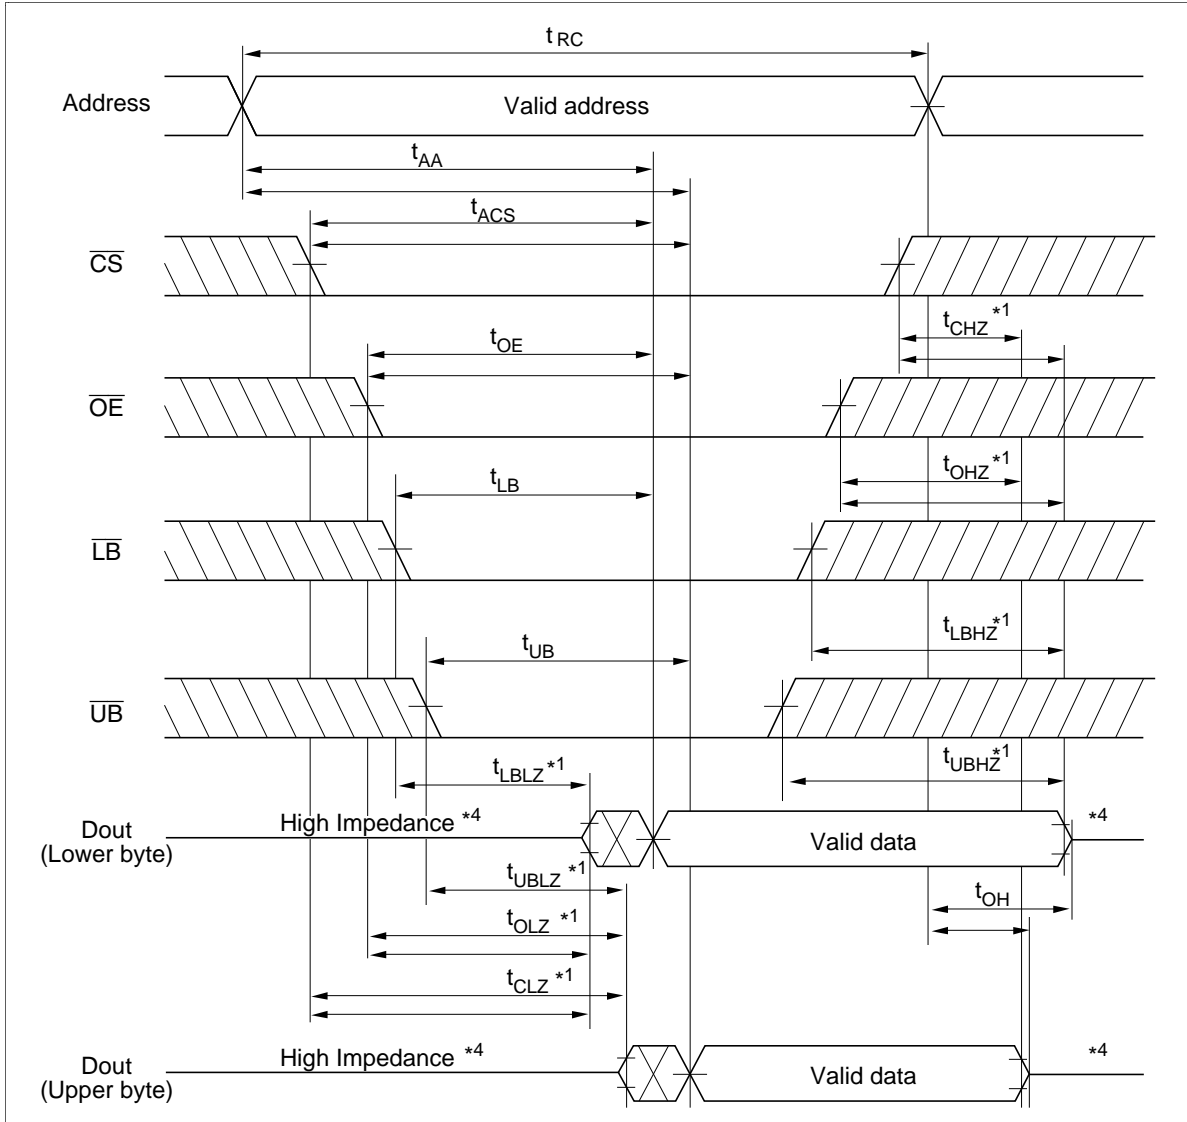 t RC
Address
Valid address
tAA
tACS
CS
tCHZ *1
tOE
OE
tOHZ *1
tLB
LB
tLBHZ *1
tUB
UB
tUBHZ *1
tLBLZ *1
High Impedance *4
*4
Dout
(Lower byte)
Valid data
tUBLZ *1
tOH
tOLZ *1
tCLZ *1
High Impedance *4
*4
Dout
(Upper byte)
Valid data